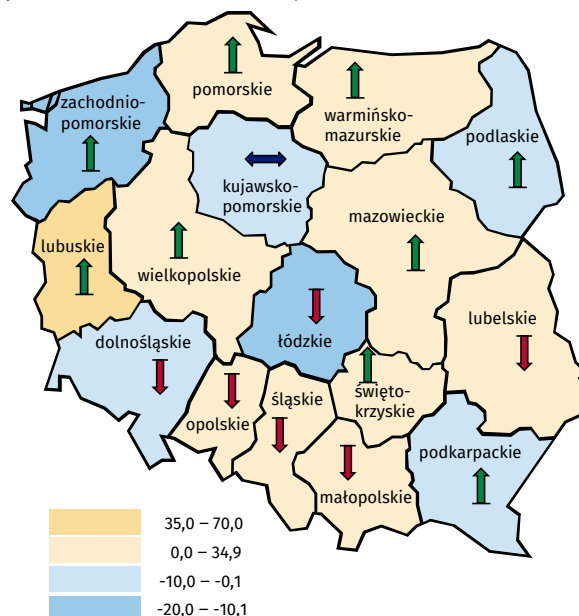 pomorskie
zachodnio-
pomorskie
warmińsko-
mazurskie
podlaskie
kujawsko-
pomorskie
mazowieckie
lubuskie
wielkopolskie
lubelskie
dolnośląskie
łódzkie
opolskie
śląskie
święto-
krzyskie
podkarpackie
małopolskie
35,0 – 70,0
0,0 – 34,9
-10,0 – -0,1
-20,0 – -10,1